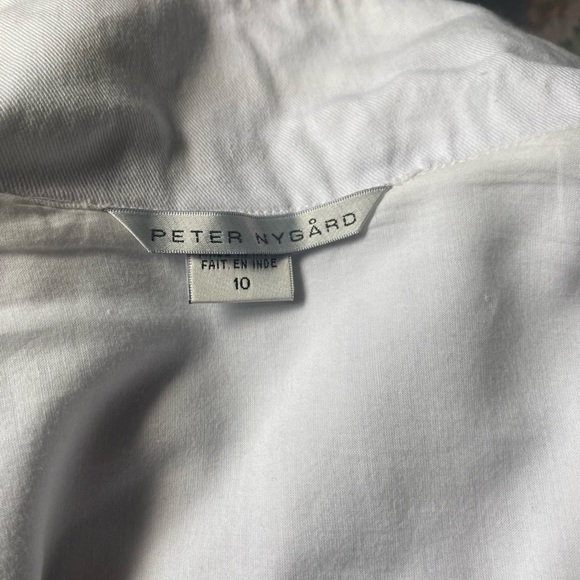 PETER NYGÅRD
FAIT EN INDE
10